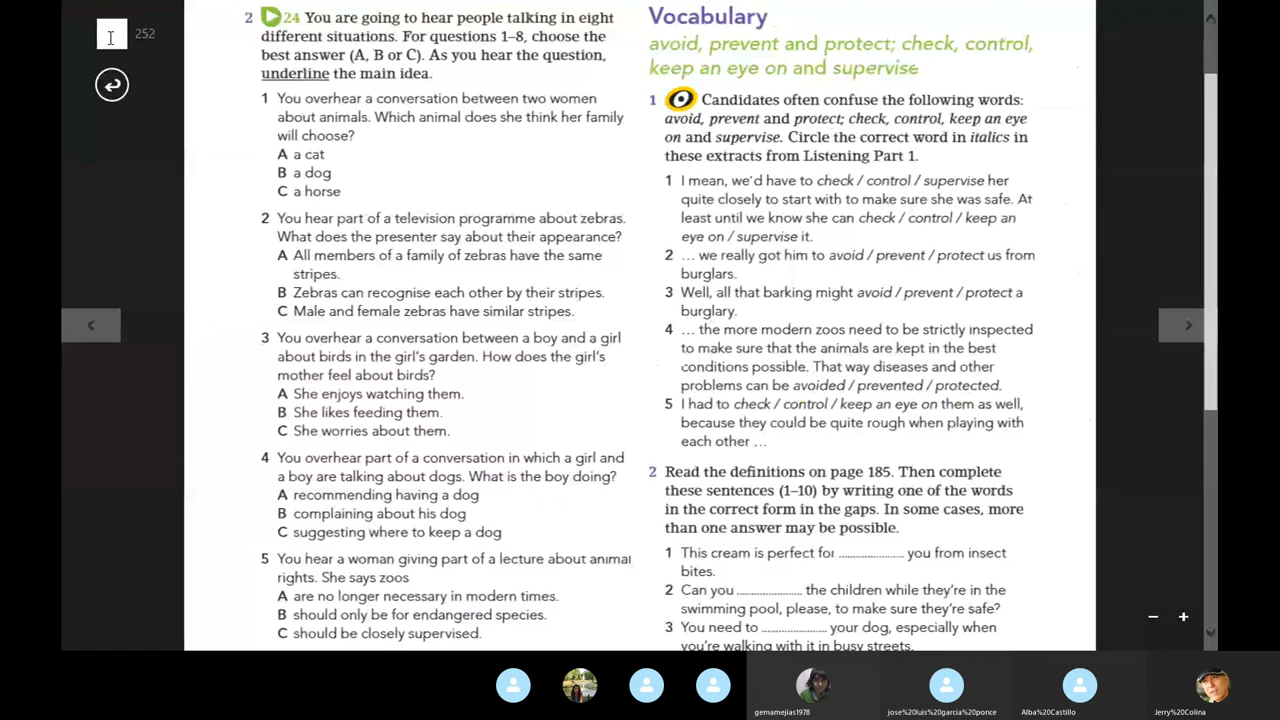 252
2 24 You are going to hear people talking in eight
different situations. For questions 1–8, choose the
best answer (A, B or C). As you hear the question,
underline the main idea.
1 You overhear a conversation between two women
about animals. Which animal does she think her family
will choose?
A a cat
B a dog
C a horse
2 You hear part of a television programme about zebras.
What does the presenter say about their appearance?
A All members of a family of zebras have the same
stripes.
B Zebras can recognise each other by their stripes.
C Male and female zebras have similar stripes.
3 You overhear a conversation between a boy and a girl
about birds in the girl's garden. How does the girl's
mother feel about birds?
A She enjoys watching them.
B She likes feeding them.
C She worries about them.
4 You overhear part of a conversation in which a girl and
a boy are talking about dogs. What is the boy doing?
A recommending having a dog
B complaining about his dog
C suggesting where to keep a dog
5 You hear a woman giving part of a lecture about animal
rights. She says zoos
A are no longer necessary in modern times.
B should only be for endangered species.
C should be closely supervised.
Vocabulary
avoid, prevent and protect; check, control,
keep an eye on and supervise
1 Candidates often confuse the following words:
avoid, prevent and protect; check, control, keep an eye
on and supervise. Circle the correct word in italics in
these extracts from Listening Part 1.
1 I mean, we'd have to check / control / supervise her
quite closely to start with to make sure she was safe. At
least until we know she can check / control / keep an
eye on / supervise it.
2 ... we really got him to avoid / prevent / protect us from
burglars.
3 Well, all that barking might avoid / prevent / protect a
burglary.
4 ... the more modern zoos need to be strictly inspected
to make sure that the animals are kept in the best
conditions possible. That way diseases and other
problems can be avoided / prevented / protected.
5 I had to check / control / keep an eye on them as well,
because they could be quite rough when playing with
each other ...
2 Read the definitions on page 185. Then complete
these sentences (1–10) by writing one of the words
in the correct form in the gaps. In some cases, more
than one answer may be possible.
1 This cream is perfect for ...................... you from insect
bites.
2 Can you ...................... the children while they're in the
swimming pool, please, to make sure they're safe?
3 You need to ...................... your dog, especially when
you're walking with it in busy streets.
gemamejias1978
jose%20luis%20garcia%20ponce
Alba%20Castillo
Jerry%20Colina